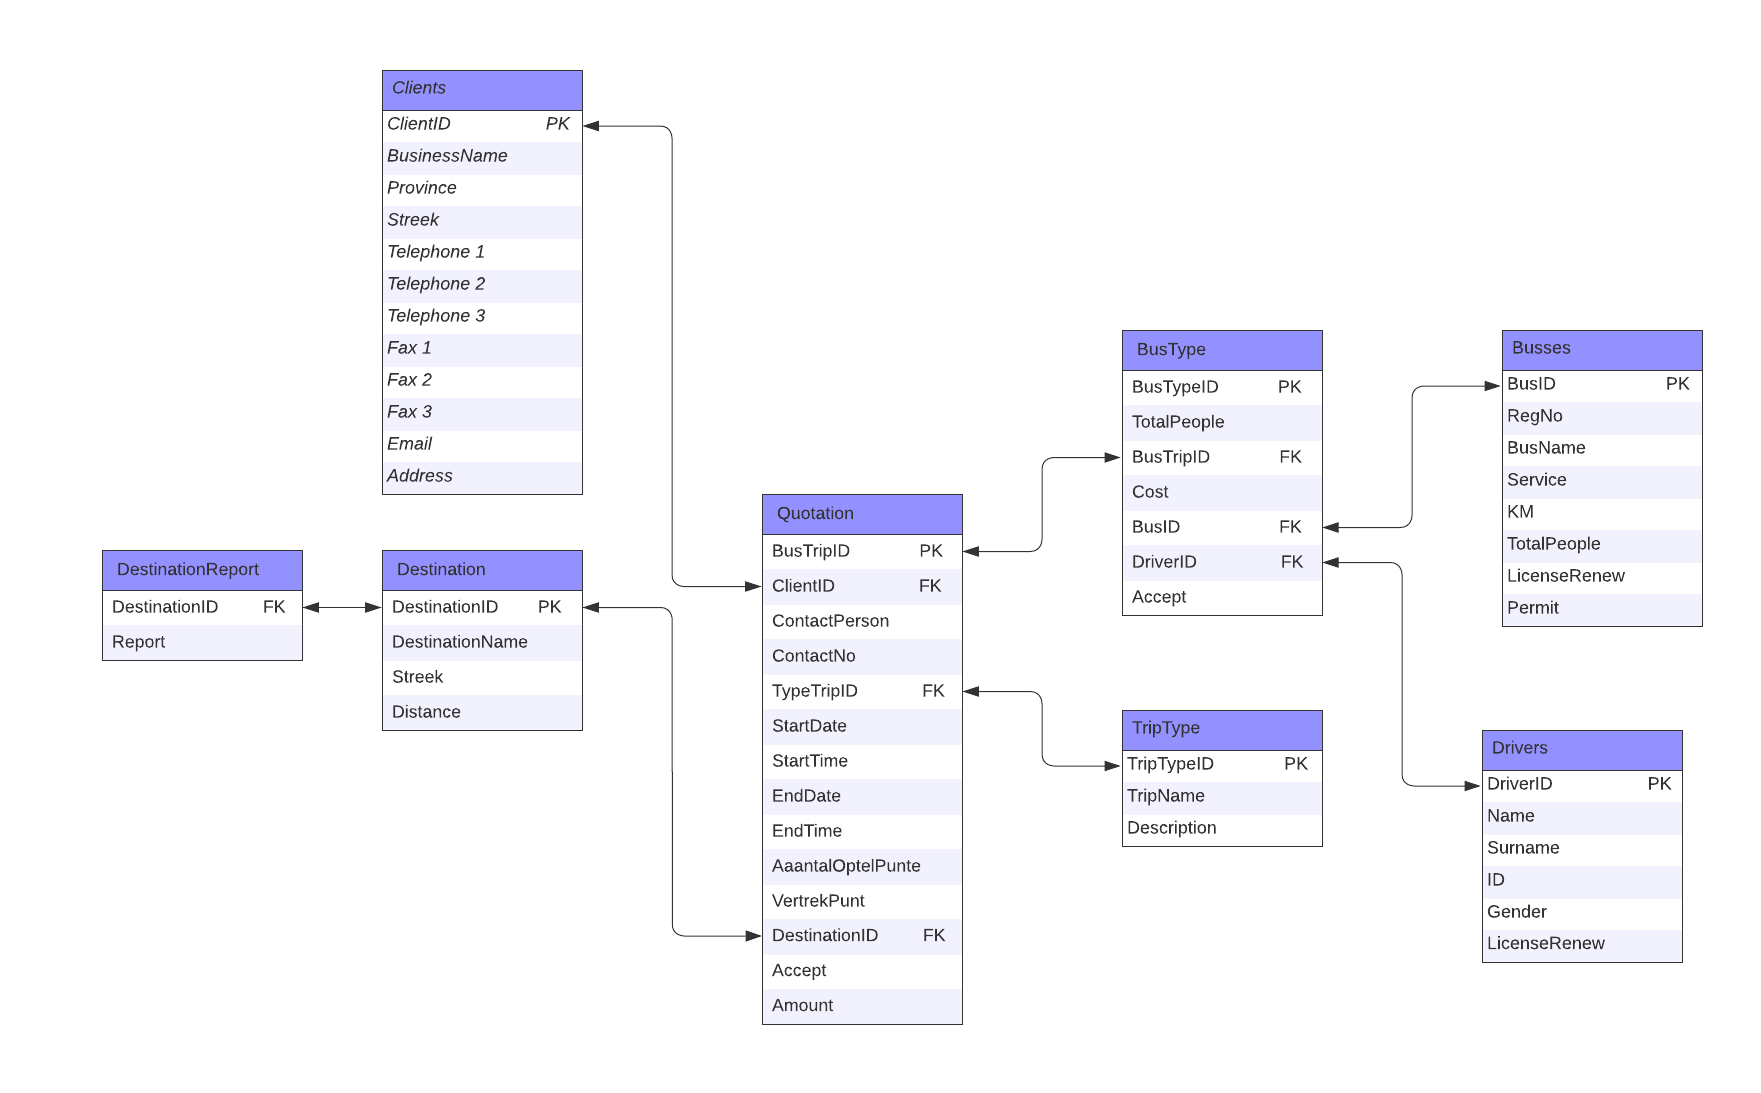 Clients
ClientID PK
BusinessName
Province
Streek
Telephone 1
Telephone 2
Telephone 3
Fax 1
Fax 2
Fax 3
Email
Address
DestinationReport
DestinationID FK
Report
Destination
DestinationID PK
DestinationName
Streek
Distance
Quotation
BusTripID PK
ClientID FK
ContactPerson
ContactNo
TypeTripID FK
StartDate
StartTime
EndDate
EndTime
AaantalOptelPunte
VertrekPunt
DestinationID FK
Accept
Amount
BusType
BusTypeID PK
TotalPeople
BusTripID FK
Cost
BusID FK
DriverID FK
Accept
TripType
TripTypeID PK
TripName
Description
Busses
BusID PK
RegNo
BusName
Service
KM
TotalPeople
LicenseRenew
Permit
Drivers
DriverID PK
Name
Surname
ID
Gender
LicenseRenew